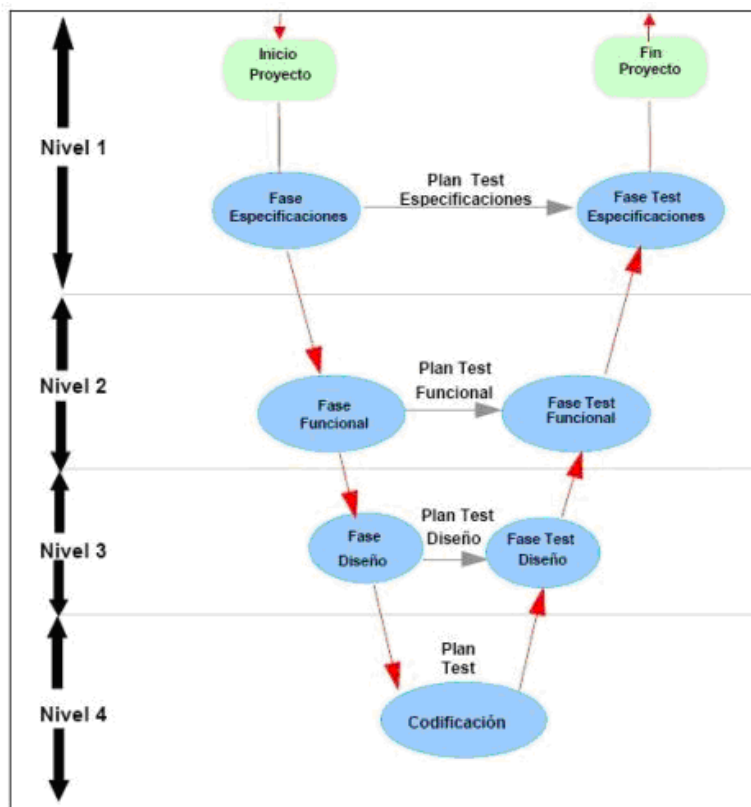 Inicio
Proyecto
Fin
Proyecto
Nivel 1
Fase
Especificaciones
Plan Test
Especificaciones
Fase Test
Especificaciones
Nivel 2
Fase
Funcional
Plan Test
Funcional
Fase Test
Funcional
Nivel 3
Fase
Diseño
Plan Test
Diseño
Fase Test
Diseño
Nivel 4
Plan
Test
Codificación